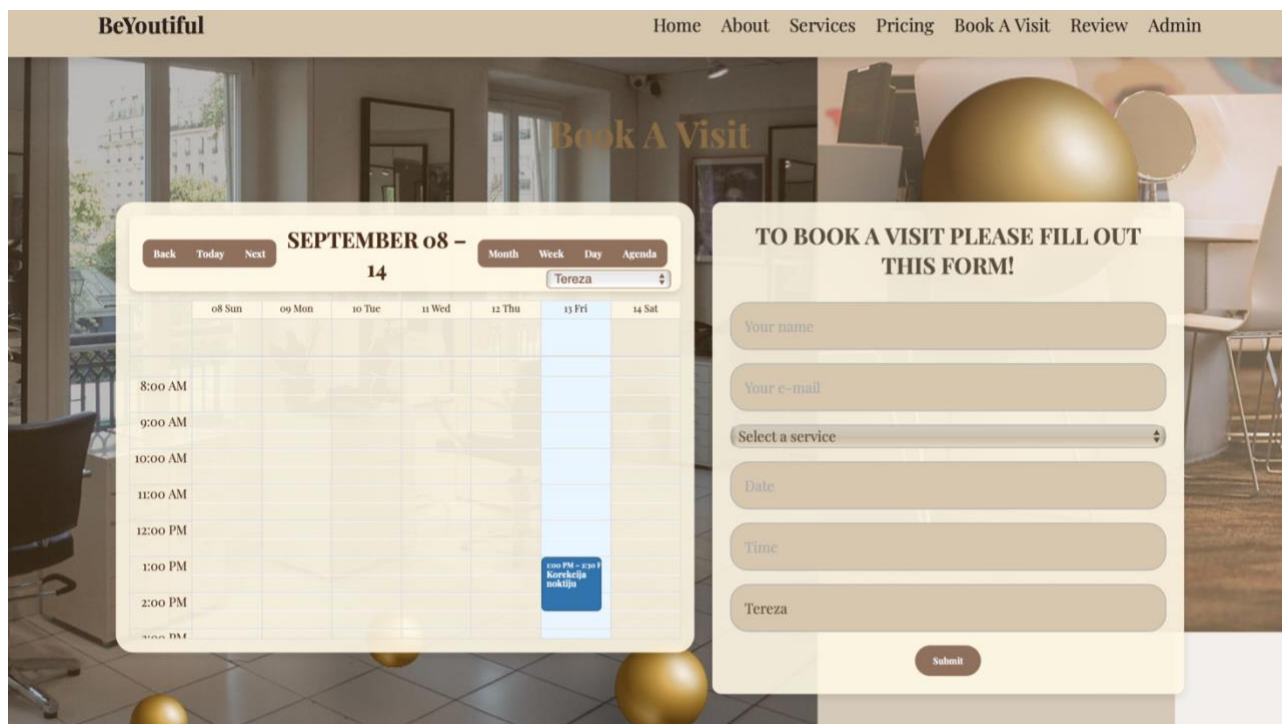 BeYoutiful
Home About Services Pricing Book A Visit Review Admin
Book A Visit
Back Today Next
SEPTEMBER 08 –
14
Month Week Day Agenda
Tereza
08 Sun 09 Mon 10 Tue 11 Wed 12 Thu 13 Fri 14 Sat
8:00 AM
9:00 AM
10:00 AM
11:00 AM
12:00 PM
1:00 PM
2:00 PM
1:00 PM –
Korekcija
noktiju
TO BOOK A VISIT PLEASE FILL OUT
THIS FORM!
Your name
Your e-mail
Select a service
Date
Time
Tereza
Submit